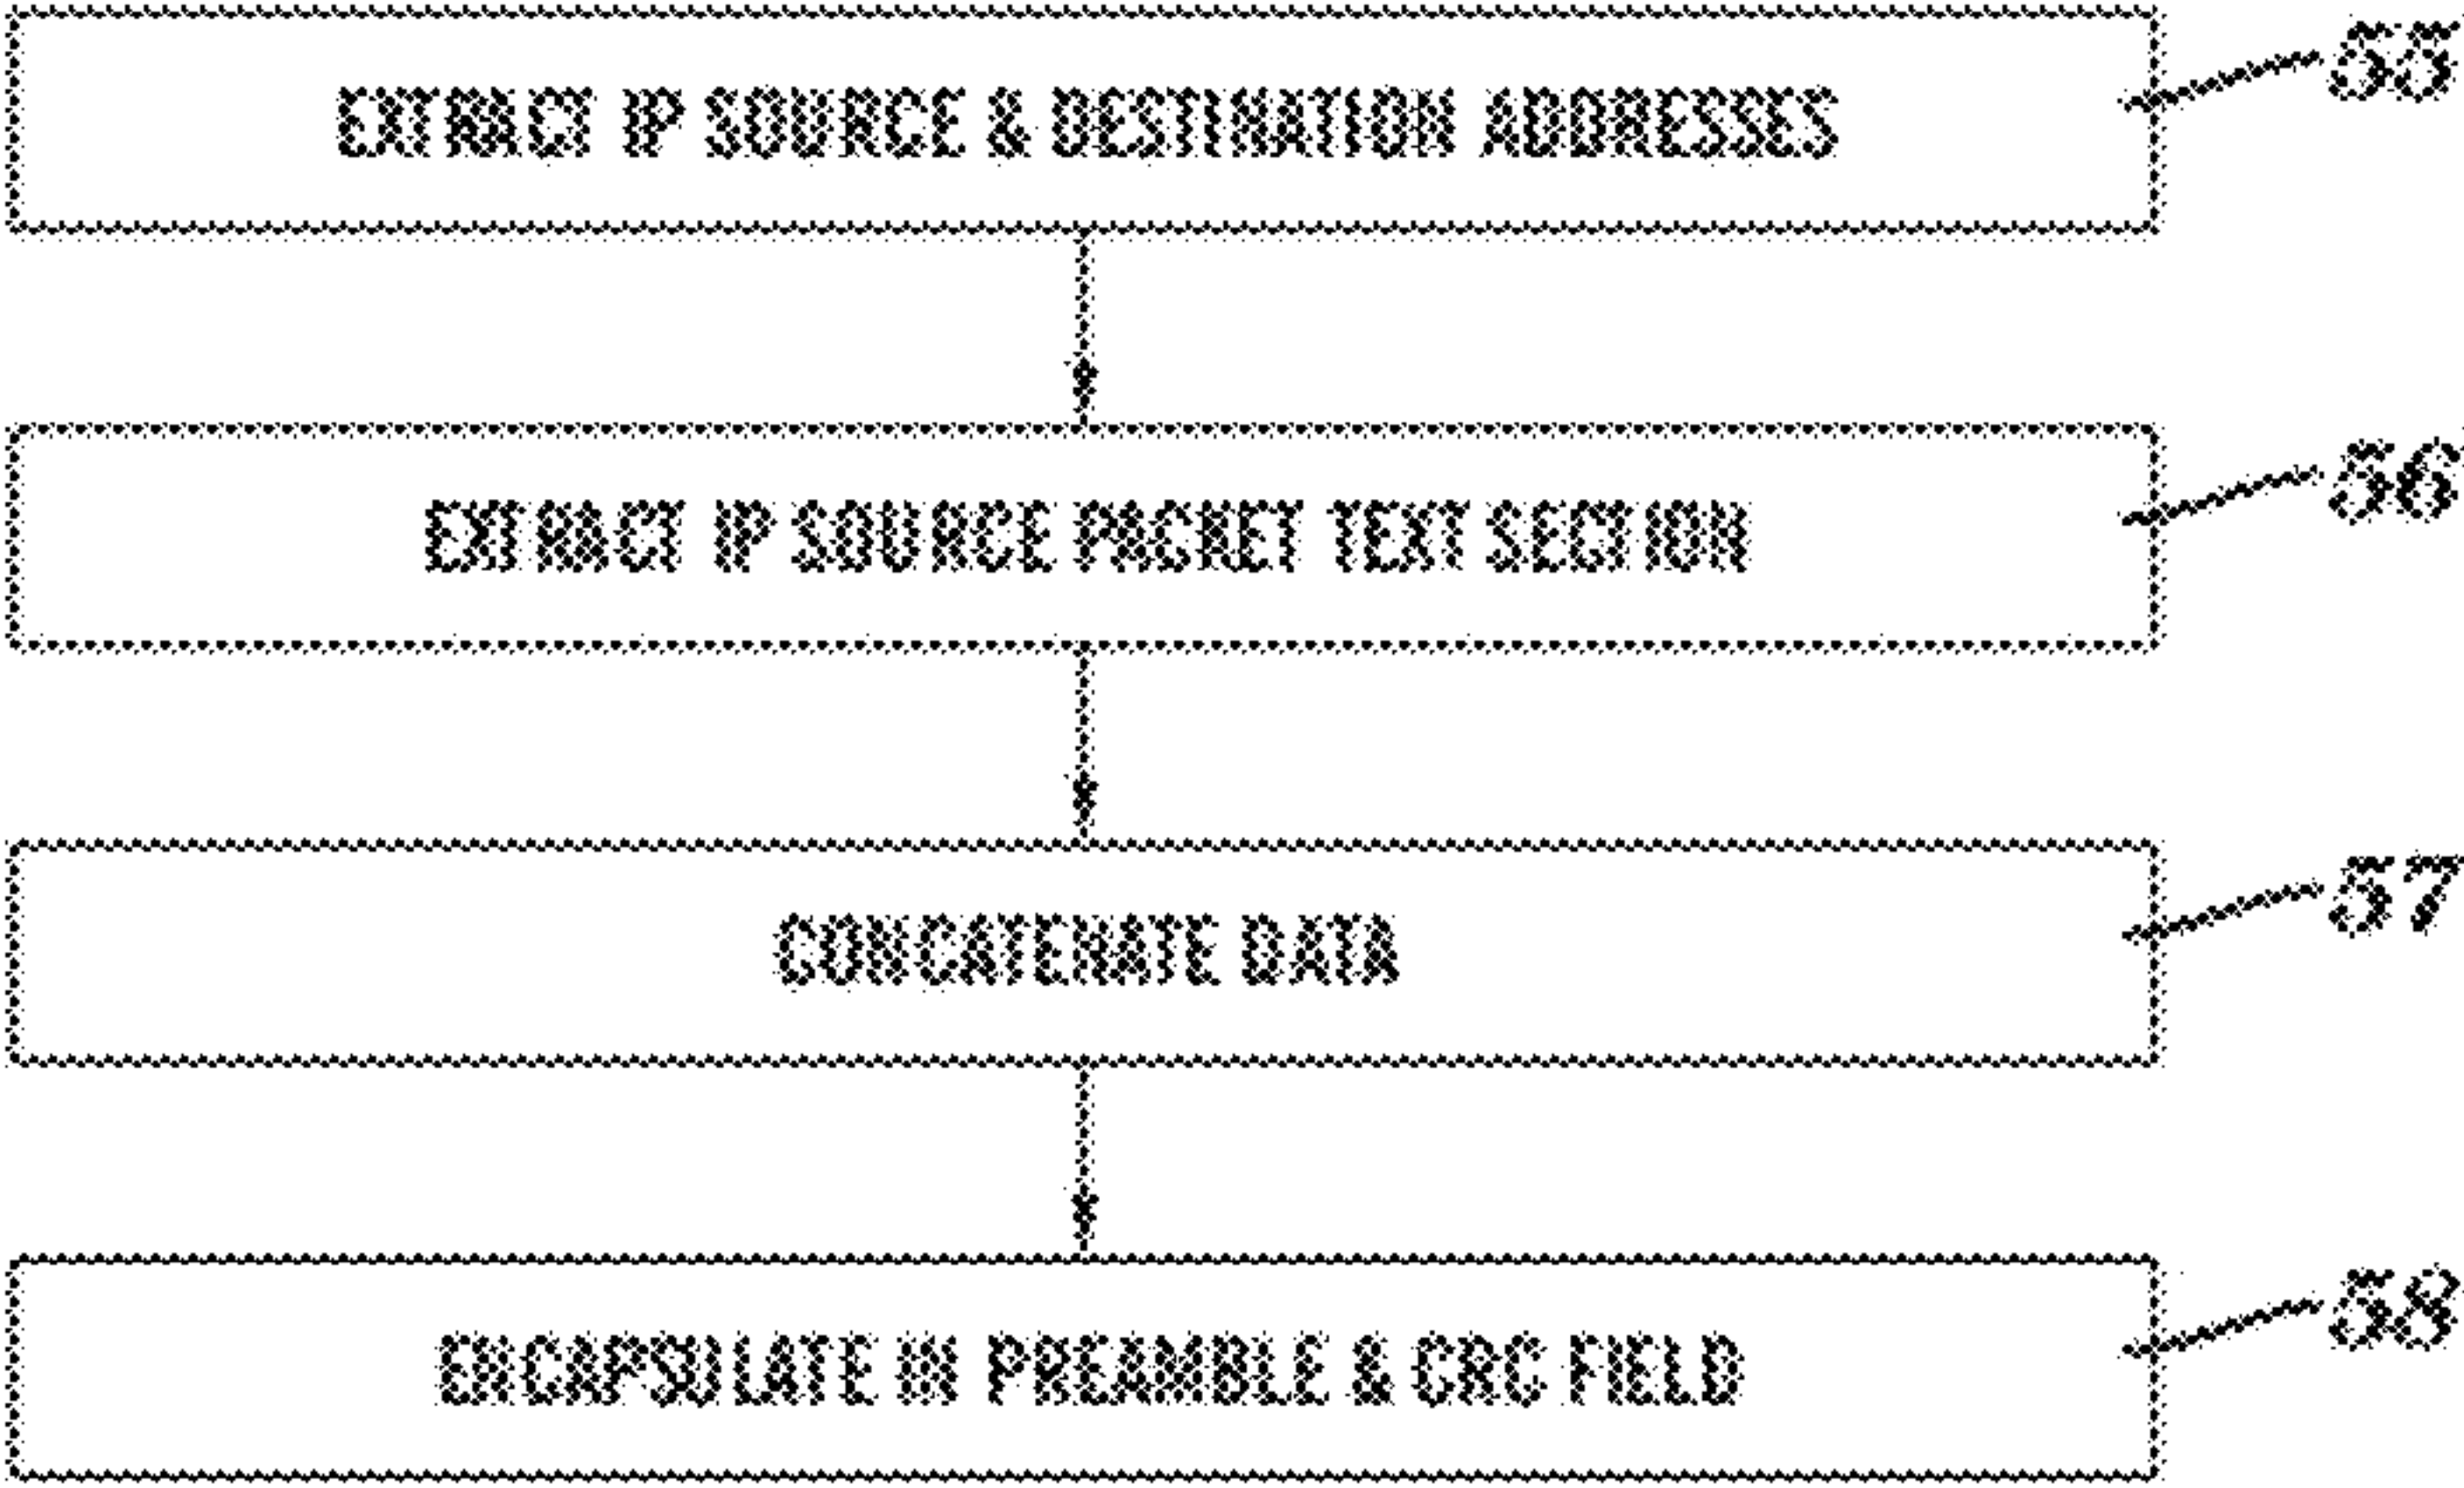 EXTRACT IP SOURCE & DESTINATION ADDRESSES
55
EXTRACT IP SOURCE PACKET TEXT SECTION
56
CONCATENATE DATA
57
ENCAPSULATE IN PREAMBLE & CRC FIELD
58